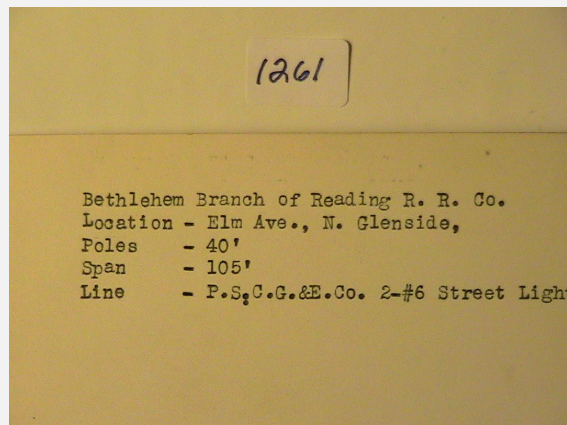 1261
Bethlehem Branch of Reading R. R. Co.
Location - Elm Ave., N. Glenside,
Poles - 40'
Span - 105'
Line - P.S.C.G.&E.Co. 2-#6 Street Ligh